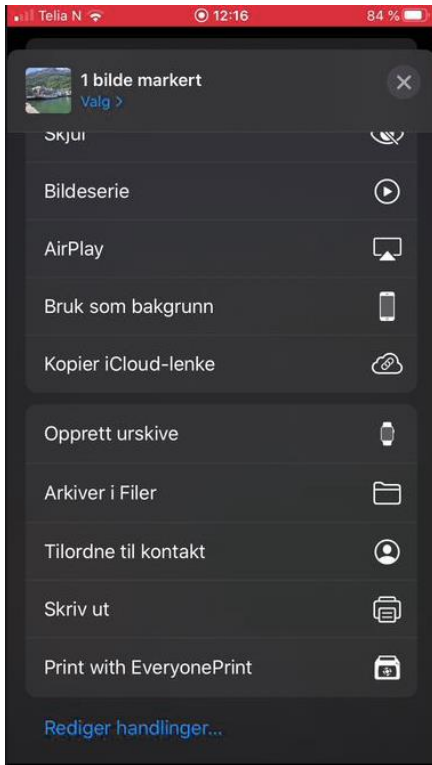 Telia N 12:16 84 %
1 bilde markert
Valg >
Skjul
Bildeserie
AirPlay
Bruk som bakgrunn
Kopier iCloud-lenke
Opprett urskive
Arkiver i Filer
Tilordne til kontakt
Skriv ut
Print with EveryonePrint
Rediger handlinger...